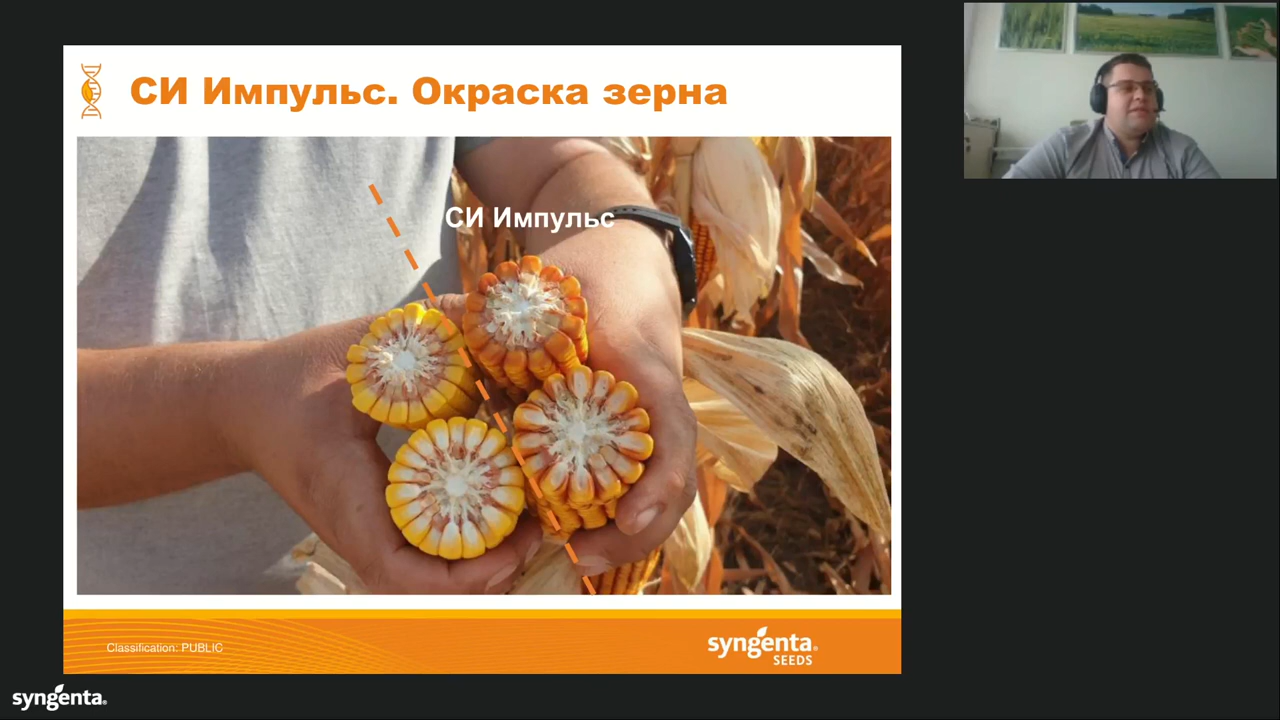 СИ Импульс. Окраска зерна
СИ Импульс
Classification: PUBLIC
syngenta
SEEDS
syngenta